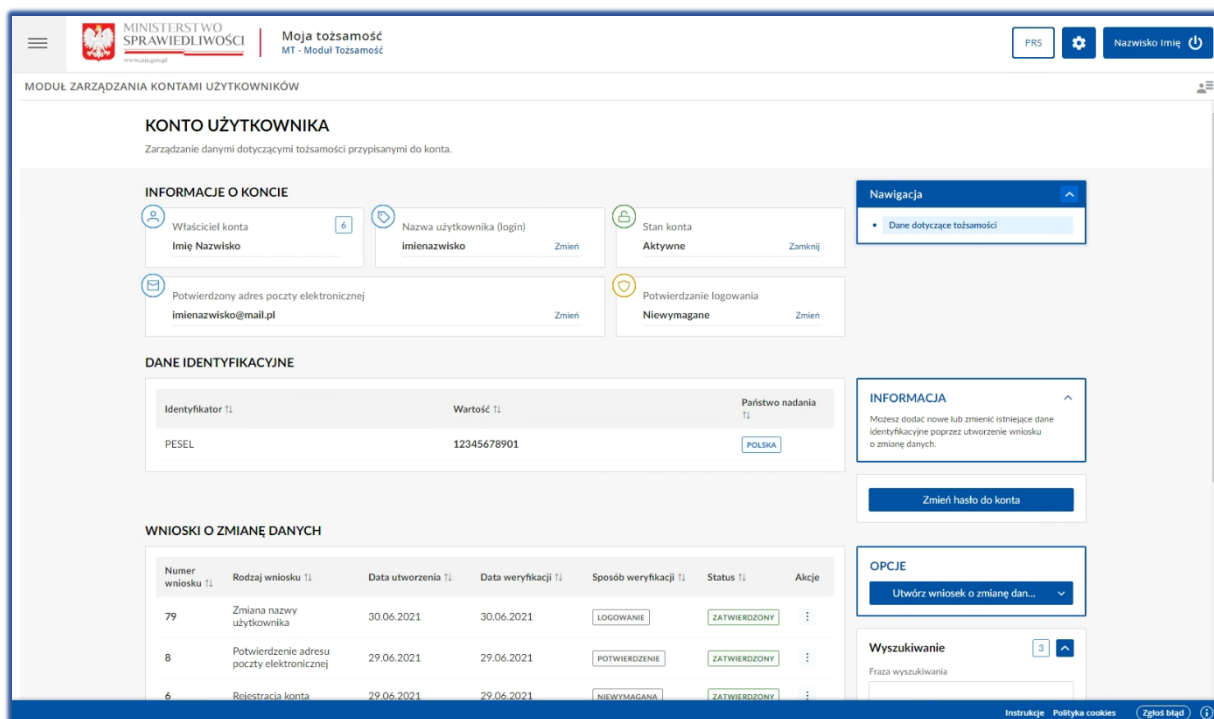 MINISTERSTWO
SPRAWIEDLIWOŚCI
www.ms.gov.pl
Moja tożsamość
MT - Moduł Tożsamość
PRS
Nazwisko Imię
MODUŁ ZARZĄDZANIA KONTAMI UŻYTKOWNIKÓW
KONTO UŻYTKOWNIKA
Zarządzanie danymi dotyczącymi tożsamości przypisanymi do konta.
INFORMACJE O KONCIE
Właściciel konta 6
Imię Nazwisko
Nazwa użytkownika (login)
imienazwisko Zmień
Stan konta
Aktywne Zamknij
Potwierdzony adres poczty elektronicznej
imienazwisko@mail.pl Zmień
Potwierdzanie logowania
Niewymagane Zmień
Nawigacja
Dane dotyczące tożsamości
DANE IDENTYFIKACYJNE
Identyfikator Wartość Państwo nadania
PESEL 12345678901 POLSKA
INFORMACJA
Możesz dodać nowe lub zmienić istniejące dane
identyfikacyjne poprzez utworzenie wniosku
o zmianę danych.
Zmień hasło do konta
WNIOSKI O ZMIANĘ DANYCH
Numer
wniosku Rodzaj wniosku Data utworzenia Data weryfikacji Sposób weryfikacji Status Akcje
79 Zmiana nazwy
użytkownika 30.06.2021 30.06.2021 LOGOWANIE ZATWIERDZONY
8 Potwierdzenie adresu
poczty elektronicznej 29.06.2021 29.06.2021 POTWIERDZENIE ZATWIERDZONY
6 Rejestracja konta 29.06.2021 29.06.2021 NIEWYMAGANA ZATWIERDZONY
OPCJE
Utwórz wniosek o zmianę dan...
Wyszukiwanie 3
Fraza wyszukiwania
Instrukcje Polityka cookies Zgłoś błąd